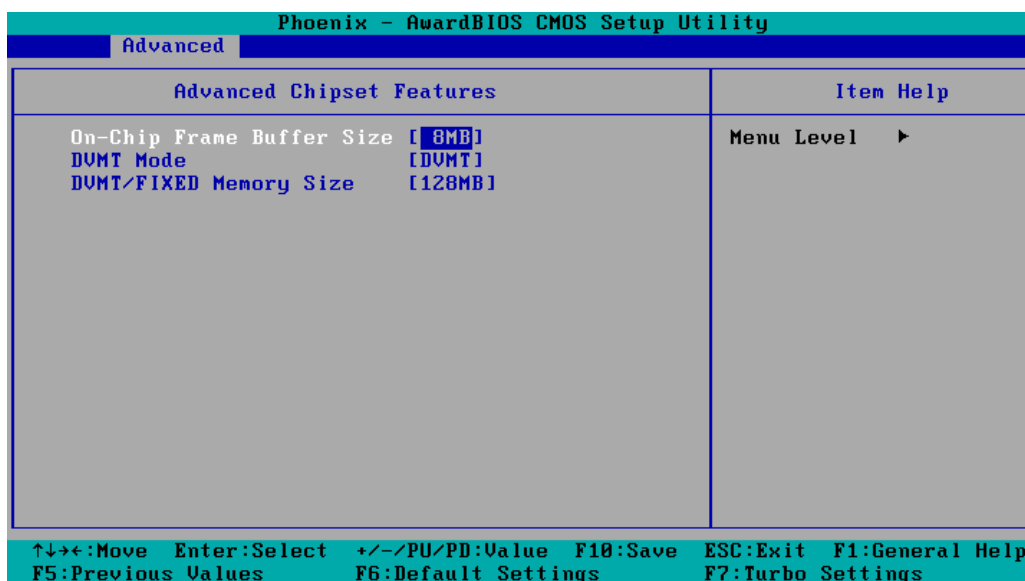 Phoenix - AwardBIOS CMOS Setup Utility
Advanced
Advanced Chipset Features
Item Help
On-Chip Frame Buffer Size [ 8MB]
Menu Level ►
DVMT Mode [DVMT]
DVMT/FIXED Memory Size [128MB]
↑↓→←:Move Enter:Select +/-/PU/PD:Value F10:Save ESC:Exit F1:General Help
F5:Previous Values F6:Default Settings F7:Turbo Settings